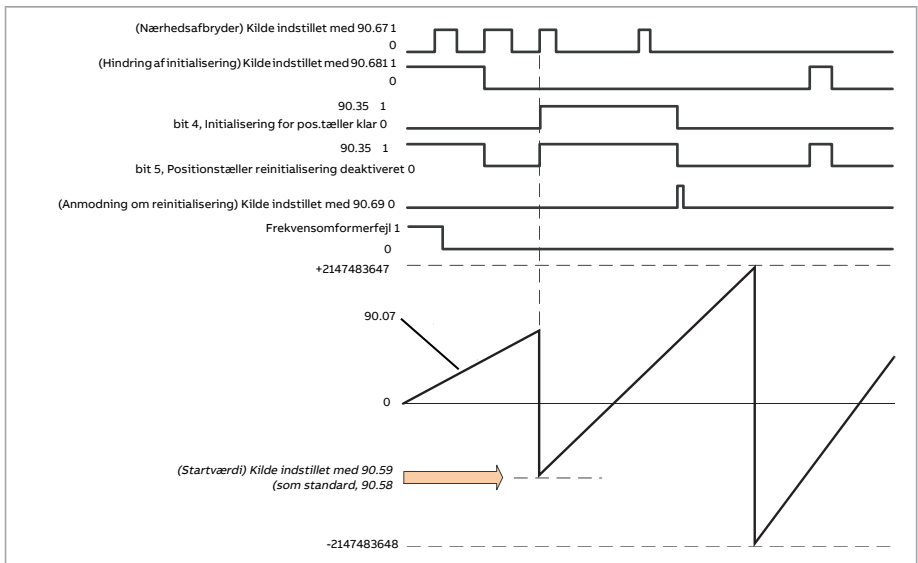 (Nærhedsafbryder) Kilde indstillet med 90.67 1
0
(Hindring af initialisering) Kilde indstillet med 90.681 1
0
90.35 1
bit 4, Initialisering for pos.tæller klar 0
90.35 1
bit 5, Positionstæller reinitialisering deaktiveret 0
(Anmodning om reinitialisering) Kilde indstillet med 90.69 0
Frekvensomformerfejl 1
0
+2147483647
90.07
0
(Startværdi) Kilde indstillet med 90.59
(som standard, 90.58
-2147483648